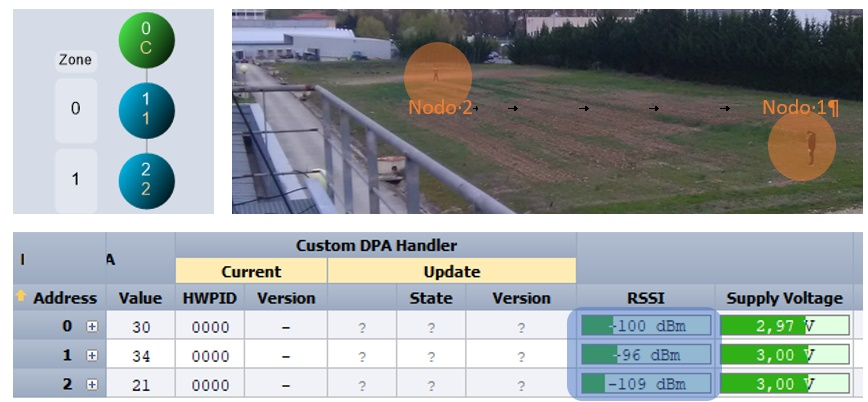 0
C
Zone
0
1
1
1
2
2
Nodo·2 → → → → Nodo·1¶
Custom DPA Handler
I A Current Update
Address Value HWPID Version State Version RSSI Supply Voltage
0 30 0000 – ? ? ? -100 dBm 2,97 V
1 34 0000 – ? ? ? -96 dBm 3,00 V
2 21 0000 – ? ? ? -109 dBm 3,00 V